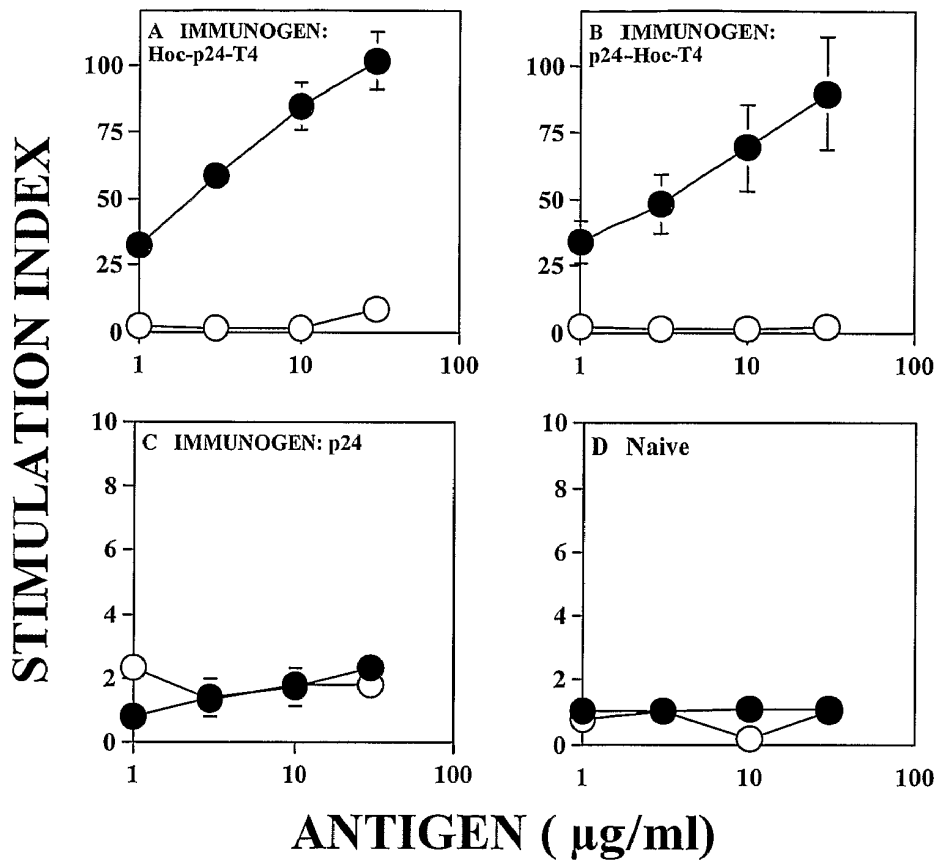 STIMULATION INDEX
A IMMUNOGEN:
Hoc-p24-T4
100
75
50
25
0
1 10 100
B IMMUNOGEN:
p24-Hoc-T4
100
75
50
25
0
1 10 100
C IMMUNOGEN: p24
10
8
6
4
2
0
1 10 100
D Naive
10
8
6
4
2
0
1 10 100
ANTIGEN ( µg/ml)